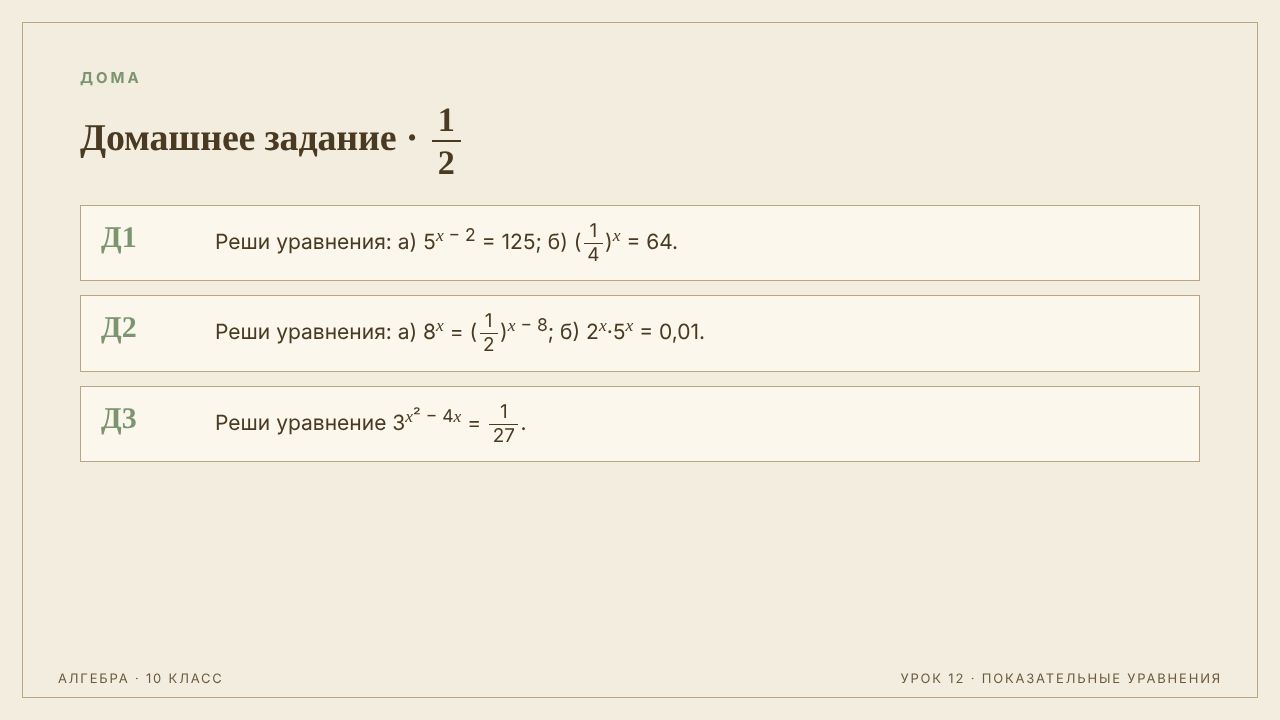 ДОМА
Домашнее задание · 1/2
Д1 Реши уравнения: а) 5^(x − 2) = 125; б) (1/4)^x = 64.
Д2 Реши уравнения: а) 8^x = (1/2)^(x − 8); б) 2^x·5^x = 0,01.
Д3 Реши уравнение 3^(x² − 4x) = 1/27.
АЛГЕБРА · 10 КЛАСС
УРОК 12 · ПОКАЗАТЕЛЬНЫЕ УРАВНЕНИЯ